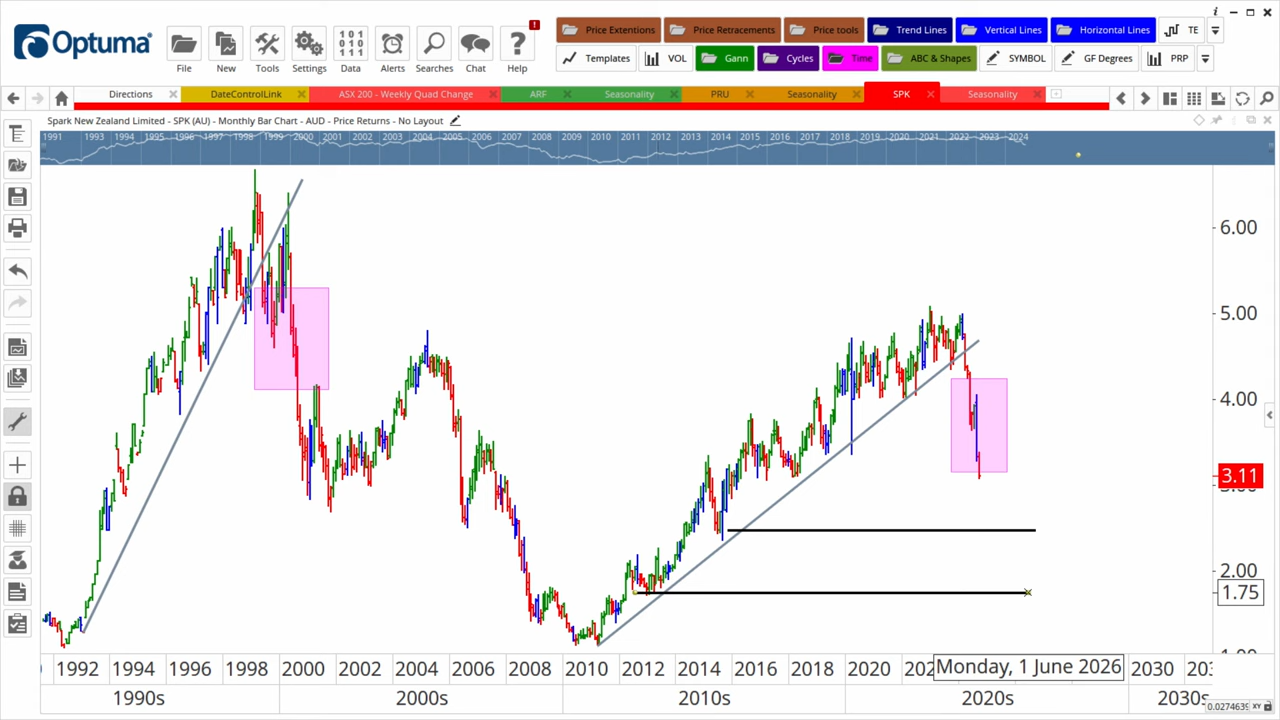 i
Optuma
Price Extentions Price Retracements Price tools Trend Lines Vertical Lines Horizontal Lines TE
Templates VOL Gann Cycles Time ABC & Shapes SYMBOL GF Degrees PRP
File New Tools Settings Data Alerts Searches Chat Help
Directions DateControlLink ASX 200 - Weekly Quad Change ARF Seasonality PRU Seasonality SPK Seasonality
Spark New Zealand Limited - SPK (AU) - Monthly Bar Chart - AUD - Price Returns - No Layout
1991 1993 1994 1995 1996 1997 1998 1999 2000 2001 2002 2003 2004 2005 2006 2007 2008 2009 2010 2011 2012 2013 2014 2015 2016 2017 2018 2019 2020 2021 2022 2023 2024
6.00
5.00
4.00
3.11
2.00
1.75
1992 1994 1996 1998 2000 2002 2004 2006 2008 2010 2012 2014 2016 2018 2020 Monday, 1 June 2026 2030
1990s 2000s 2010s 2020s 2030s
0.0274639 XY